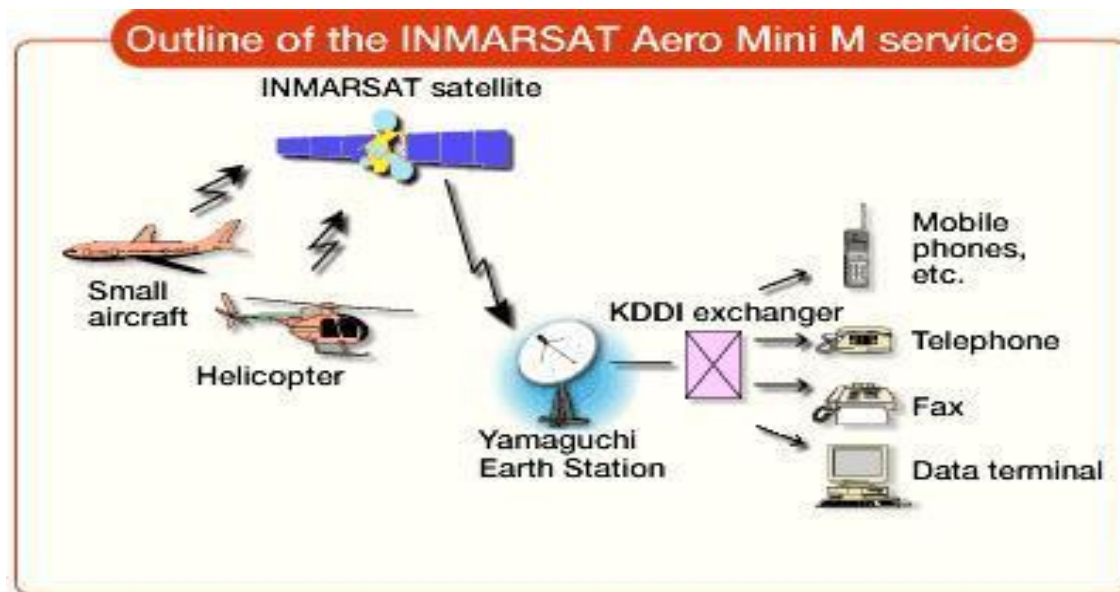 Outline of the INMARSAT Aero Mini M service
INMARSAT satellite
Small
aircraft
Helicopter
Yamaguchi
Earth Station
KDDI exchanger
Mobile
phones,
etc.
Telephone
Fax
Data terminal